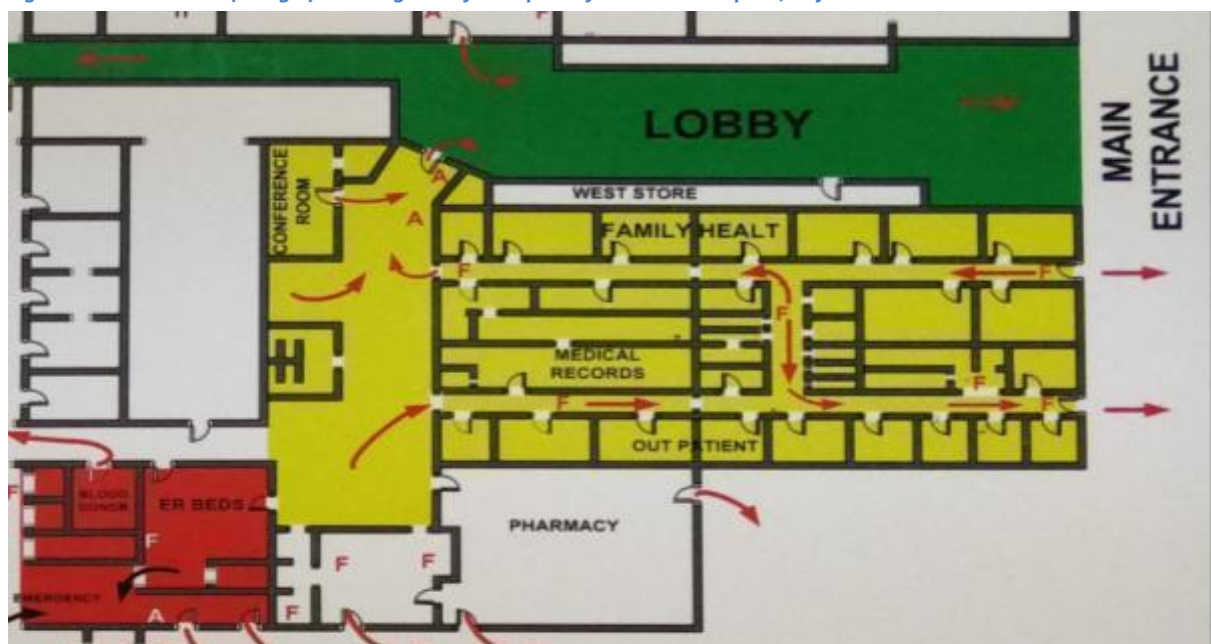 A
F
LOBBY
MAIN
ENTRANCE
CONFERENCE
ROOM
A
A
WEST STORE
FAMILY HEALT
F
F
F
MEDICAL
RECORDS
F
F
F
OUT PATIENT
BLOOD
DONOR
ER BEDS
PHARMACY
F
F
F
F
F
EMERGENCY
A